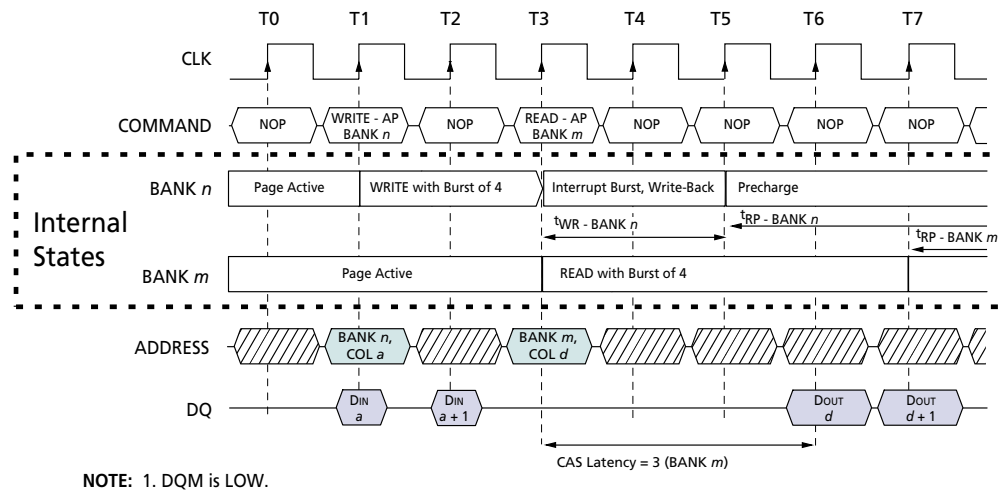 T0 T1 T2 T3 T4 T5 T6 T7
CLK
COMMAND NOP WRITE - AP BANK n NOP READ - AP BANK m NOP NOP NOP NOP
Internal States
BANK n Page Active WRITE with Burst of 4 Interrupt Burst, Write-Back Precharge
tWR - BANK n tRP - BANK n
tRP - BANK m
BANK m Page Active READ with Burst of 4
ADDRESS BANK n, COL a BANK m, COL d
DQ DIN a DIN a + 1 DOUT d DOUT d + 1
CAS Latency = 3 (BANK m)
NOTE: 1. DQM is LOW.